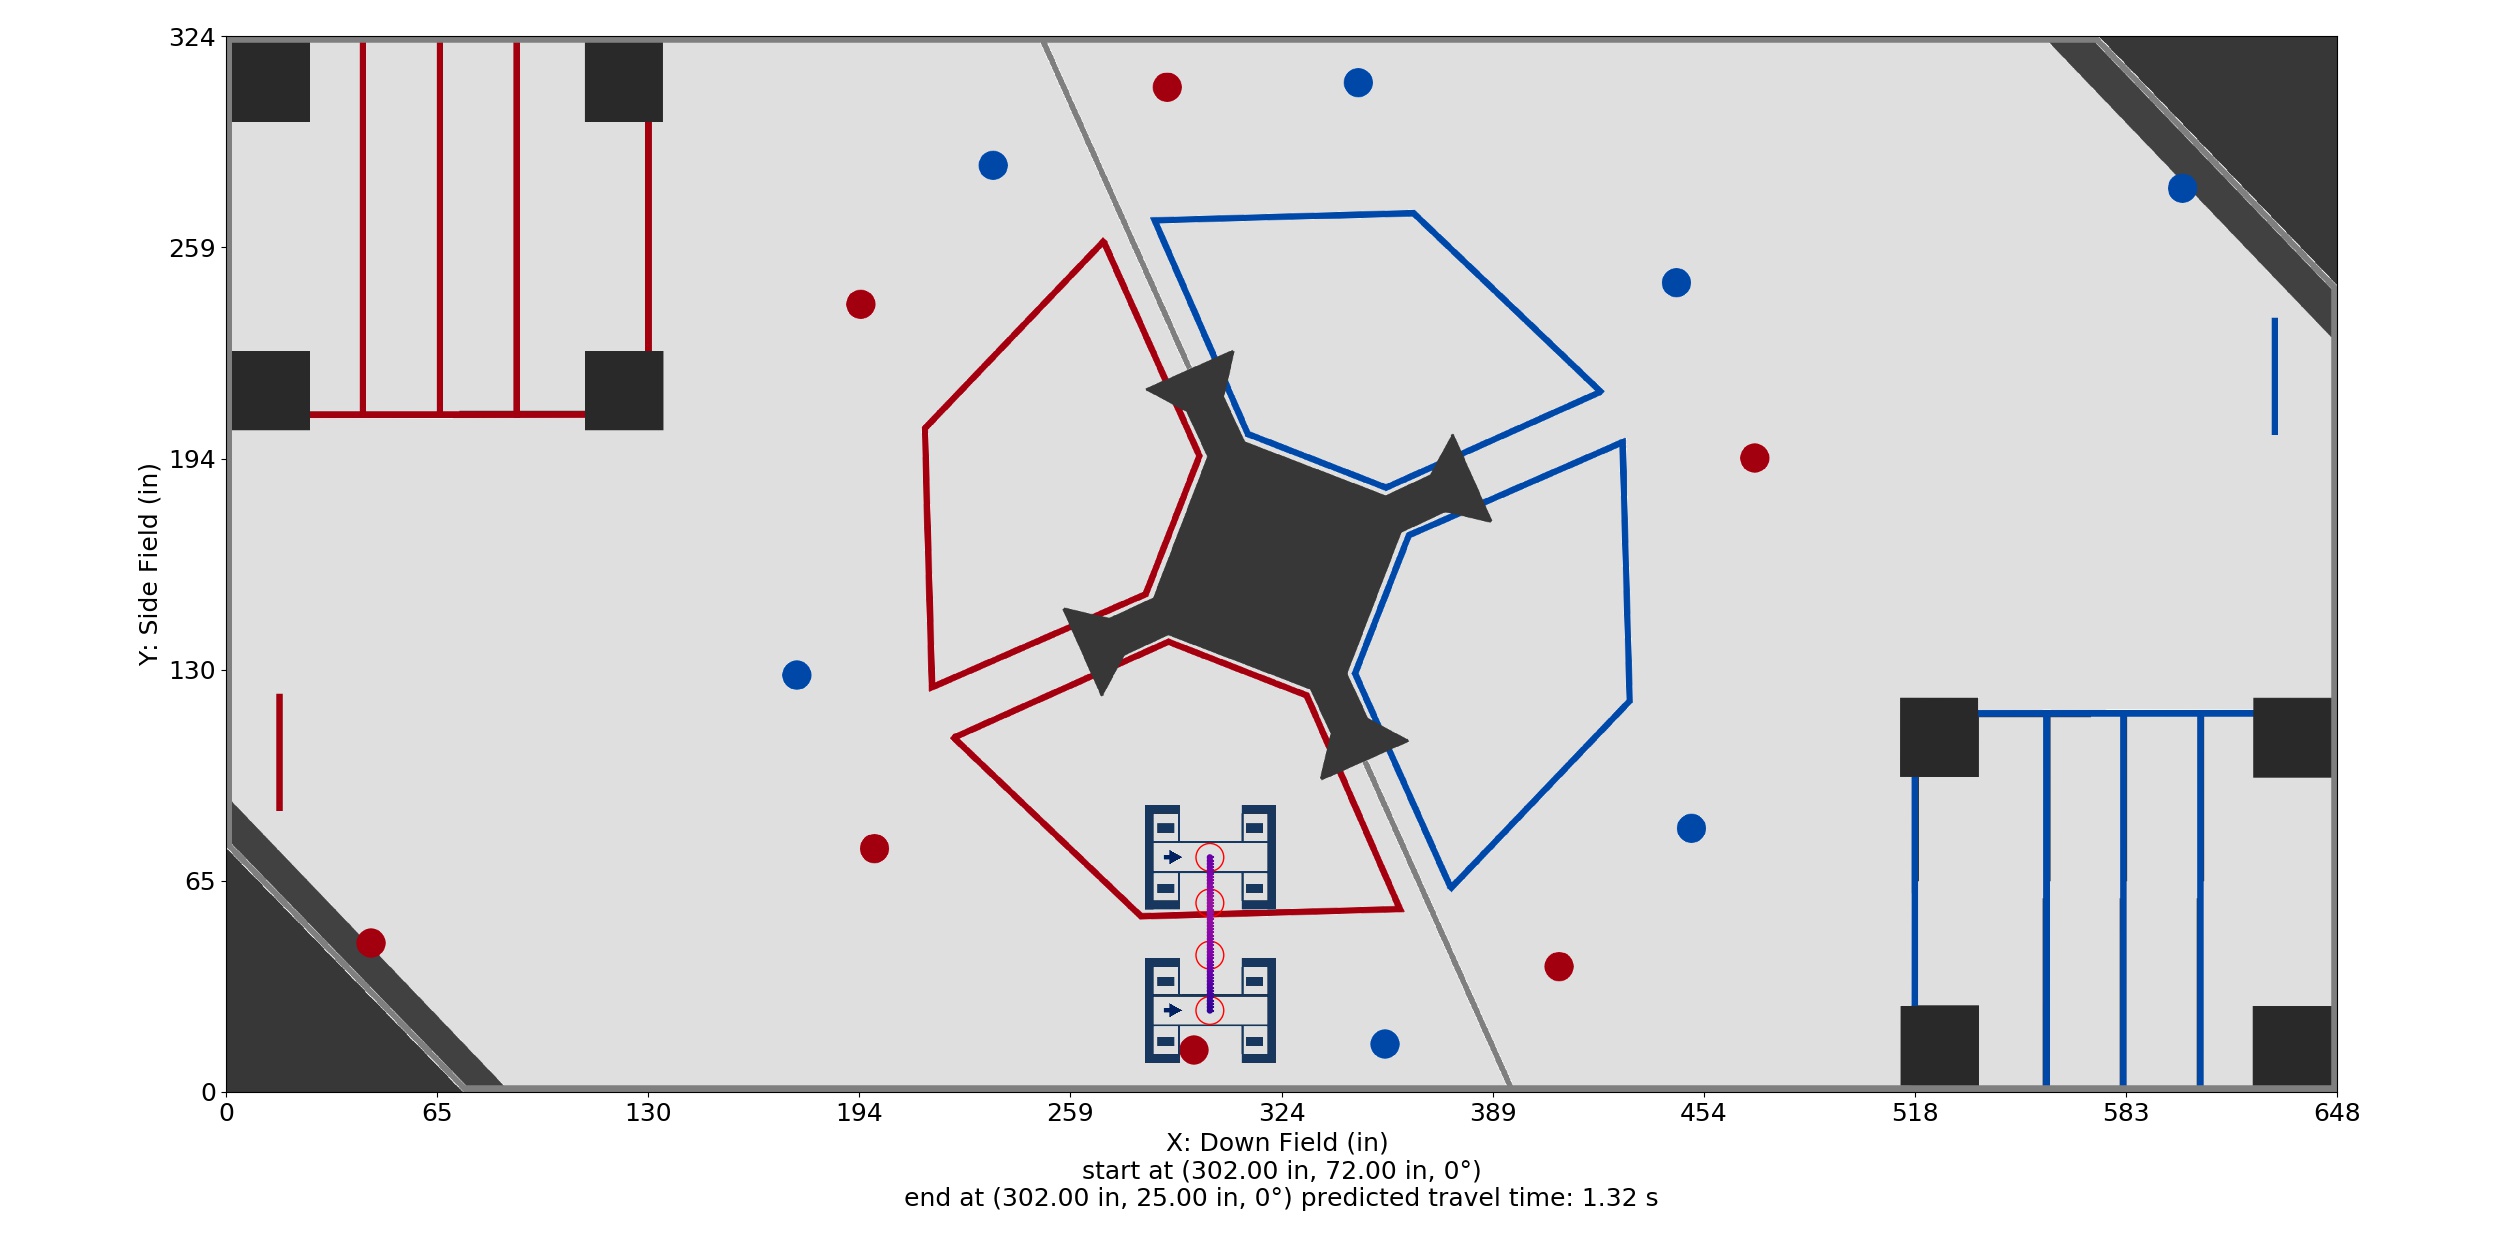 324
259
194
130
65
0
Y: Side Field (in)
0 65 130 194 259 324 389 454 518 583 648
X: Down Field (in)
start at (302.00 in, 72.00 in, 0°)
end at (302.00 in, 25.00 in, 0°) predicted travel time: 1.32 s